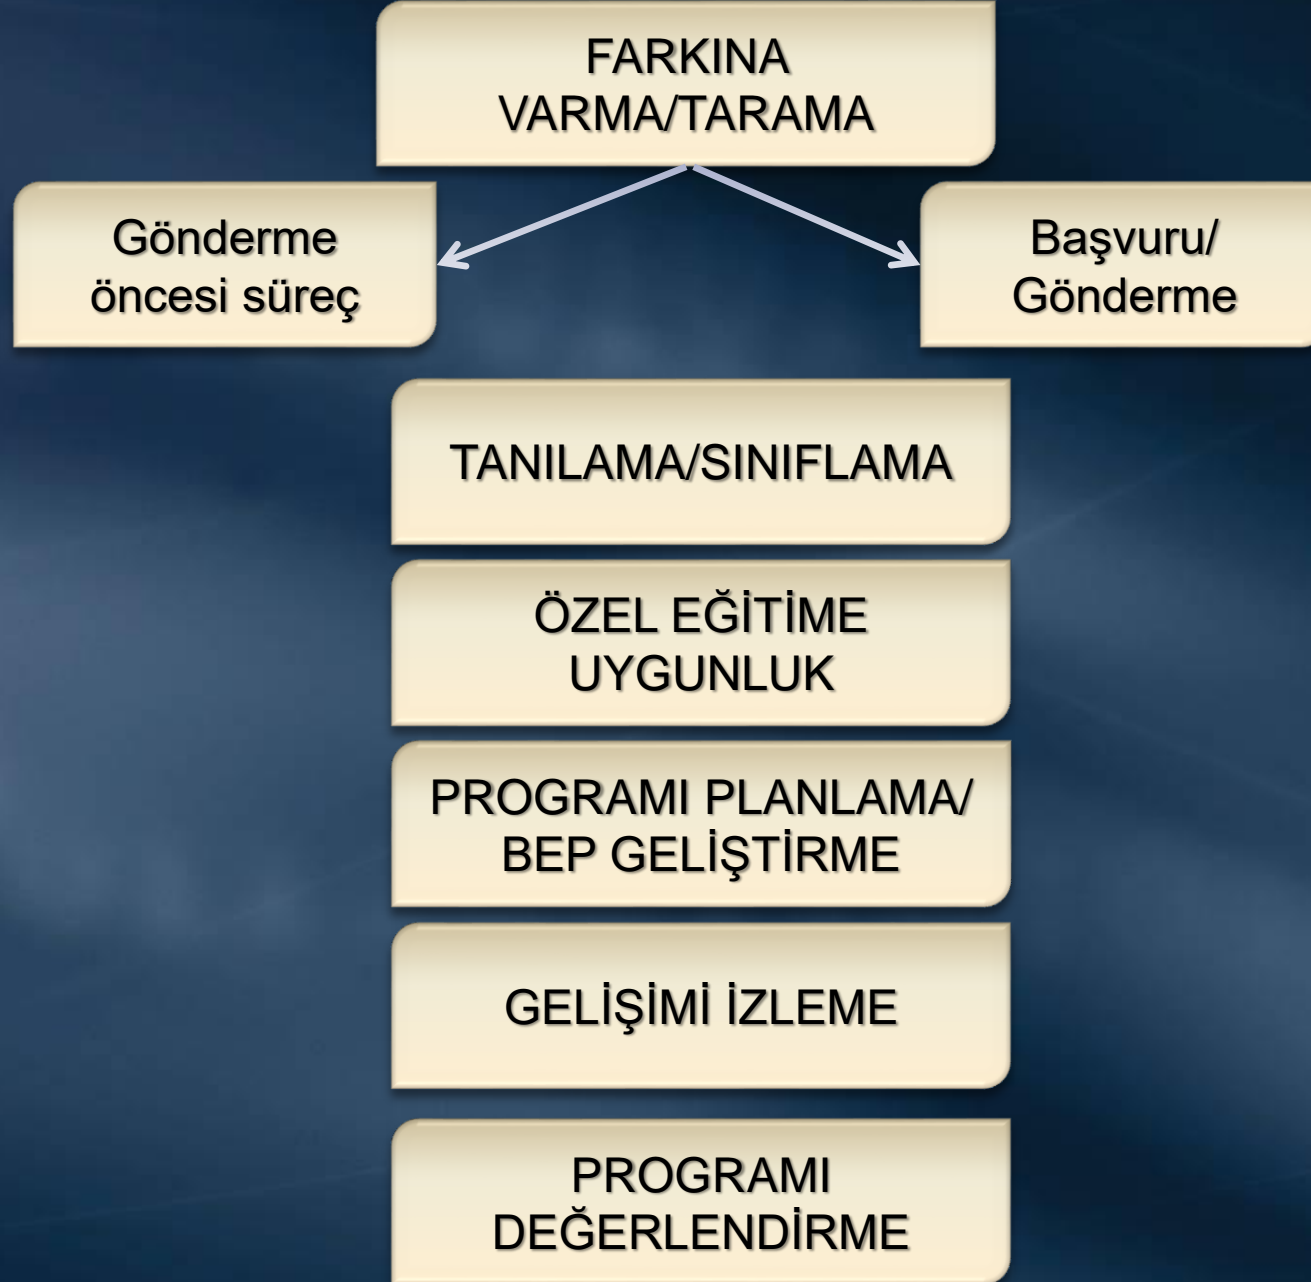 FARKINA
VARMA/TARAMA
Gönderme
öncesi süreç
Başvuru/
Gönderme
TANILAMA/SINIFLAMA
ÖZEL EĞİTİME
UYGUNLUK
PROGRAMI PLANLAMA/
BEP GELİŞTİRME
GELİŞİMİ İZLEME
PROGRAMI
DEĞERLENDİRME